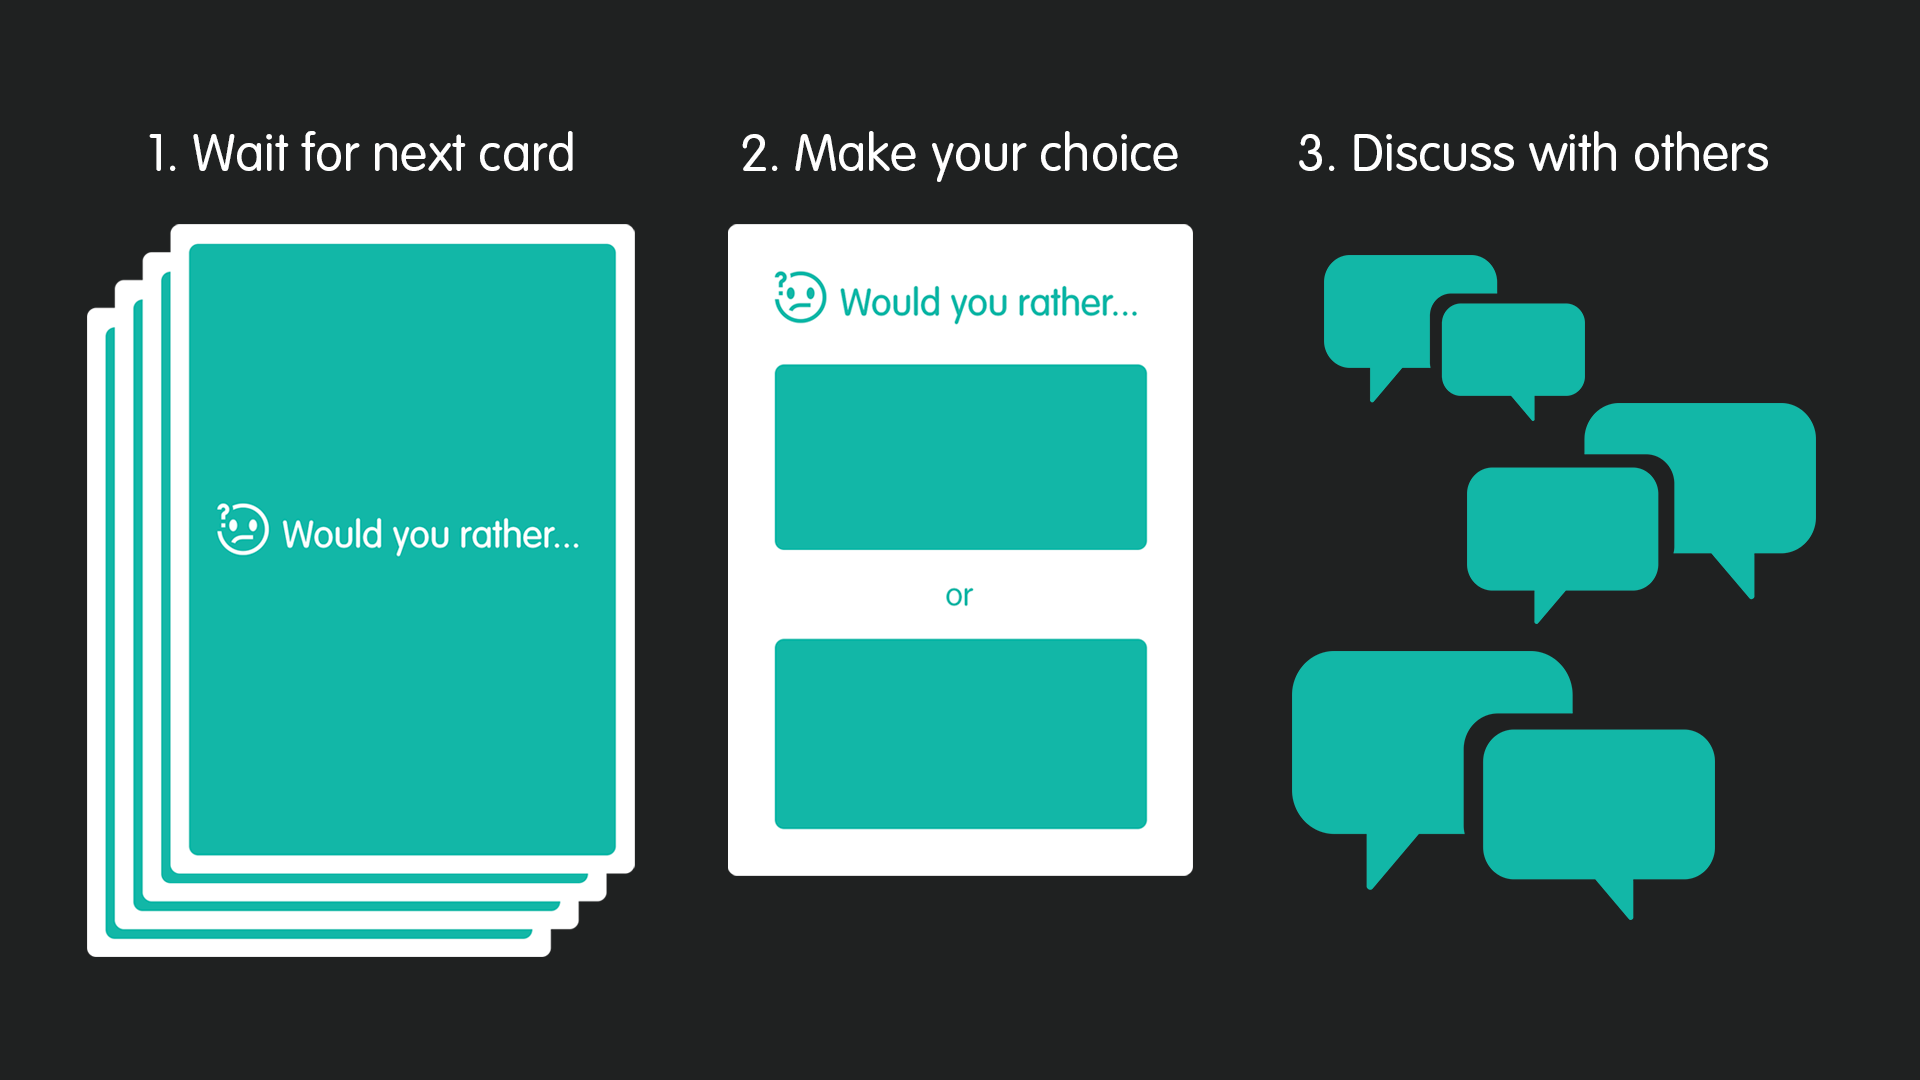 1. Wait for next card
Would you rather...
2. Make your choice
Would you rather...
or
3. Discuss with others